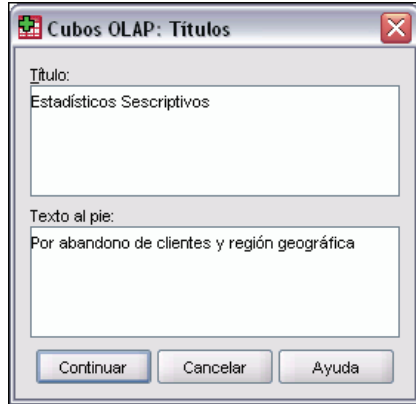 Cubos OLAP: Títulos
Título:
Estadísticos Sescriptivos
Texto al pie:
Por abandono de clientes y región geográfica
Continuar Cancelar Ayuda